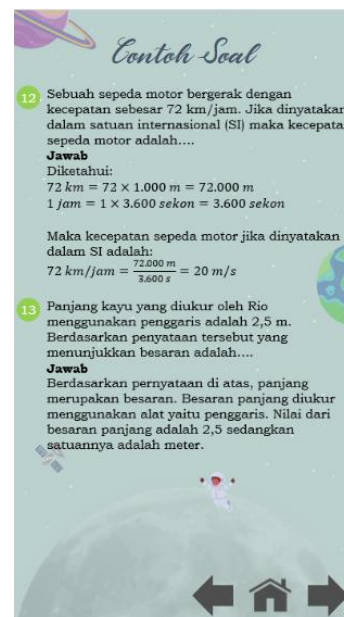 Contoh Soal
12 Sebuah sepeda motor bergerak dengan
kecepatan sebesar 72 km/jam. Jika dinyatakan
dalam satuan internasional (SI) maka kecepata
sepeda motor adalah....
Jawab
Diketahui:
72 km = 72 × 1.000 m = 72.000 m
1 jam = 1 × 3.600 sekon = 3.600 sekon
Maka kecepatan sepeda motor jika dinyatakan
dalam SI adalah:
72 km/jam = 72.000 m / 3.600 s = 20 m/s
13 Panjang kayu yang diukur oleh Rio
menggunakan penggaris adalah 2,5 m.
Berdasarkan penyataan tersebut yang
menunjukkan besaran adalah....
Jawab
Berdasarkan pernyataan di atas, panjang
merupakan besaran. Besaran panjang diukur
menggunakan alat yaitu penggaris. Nilai dari
besaran panjang adalah 2,5 sedangkan
satuannya adalah meter.